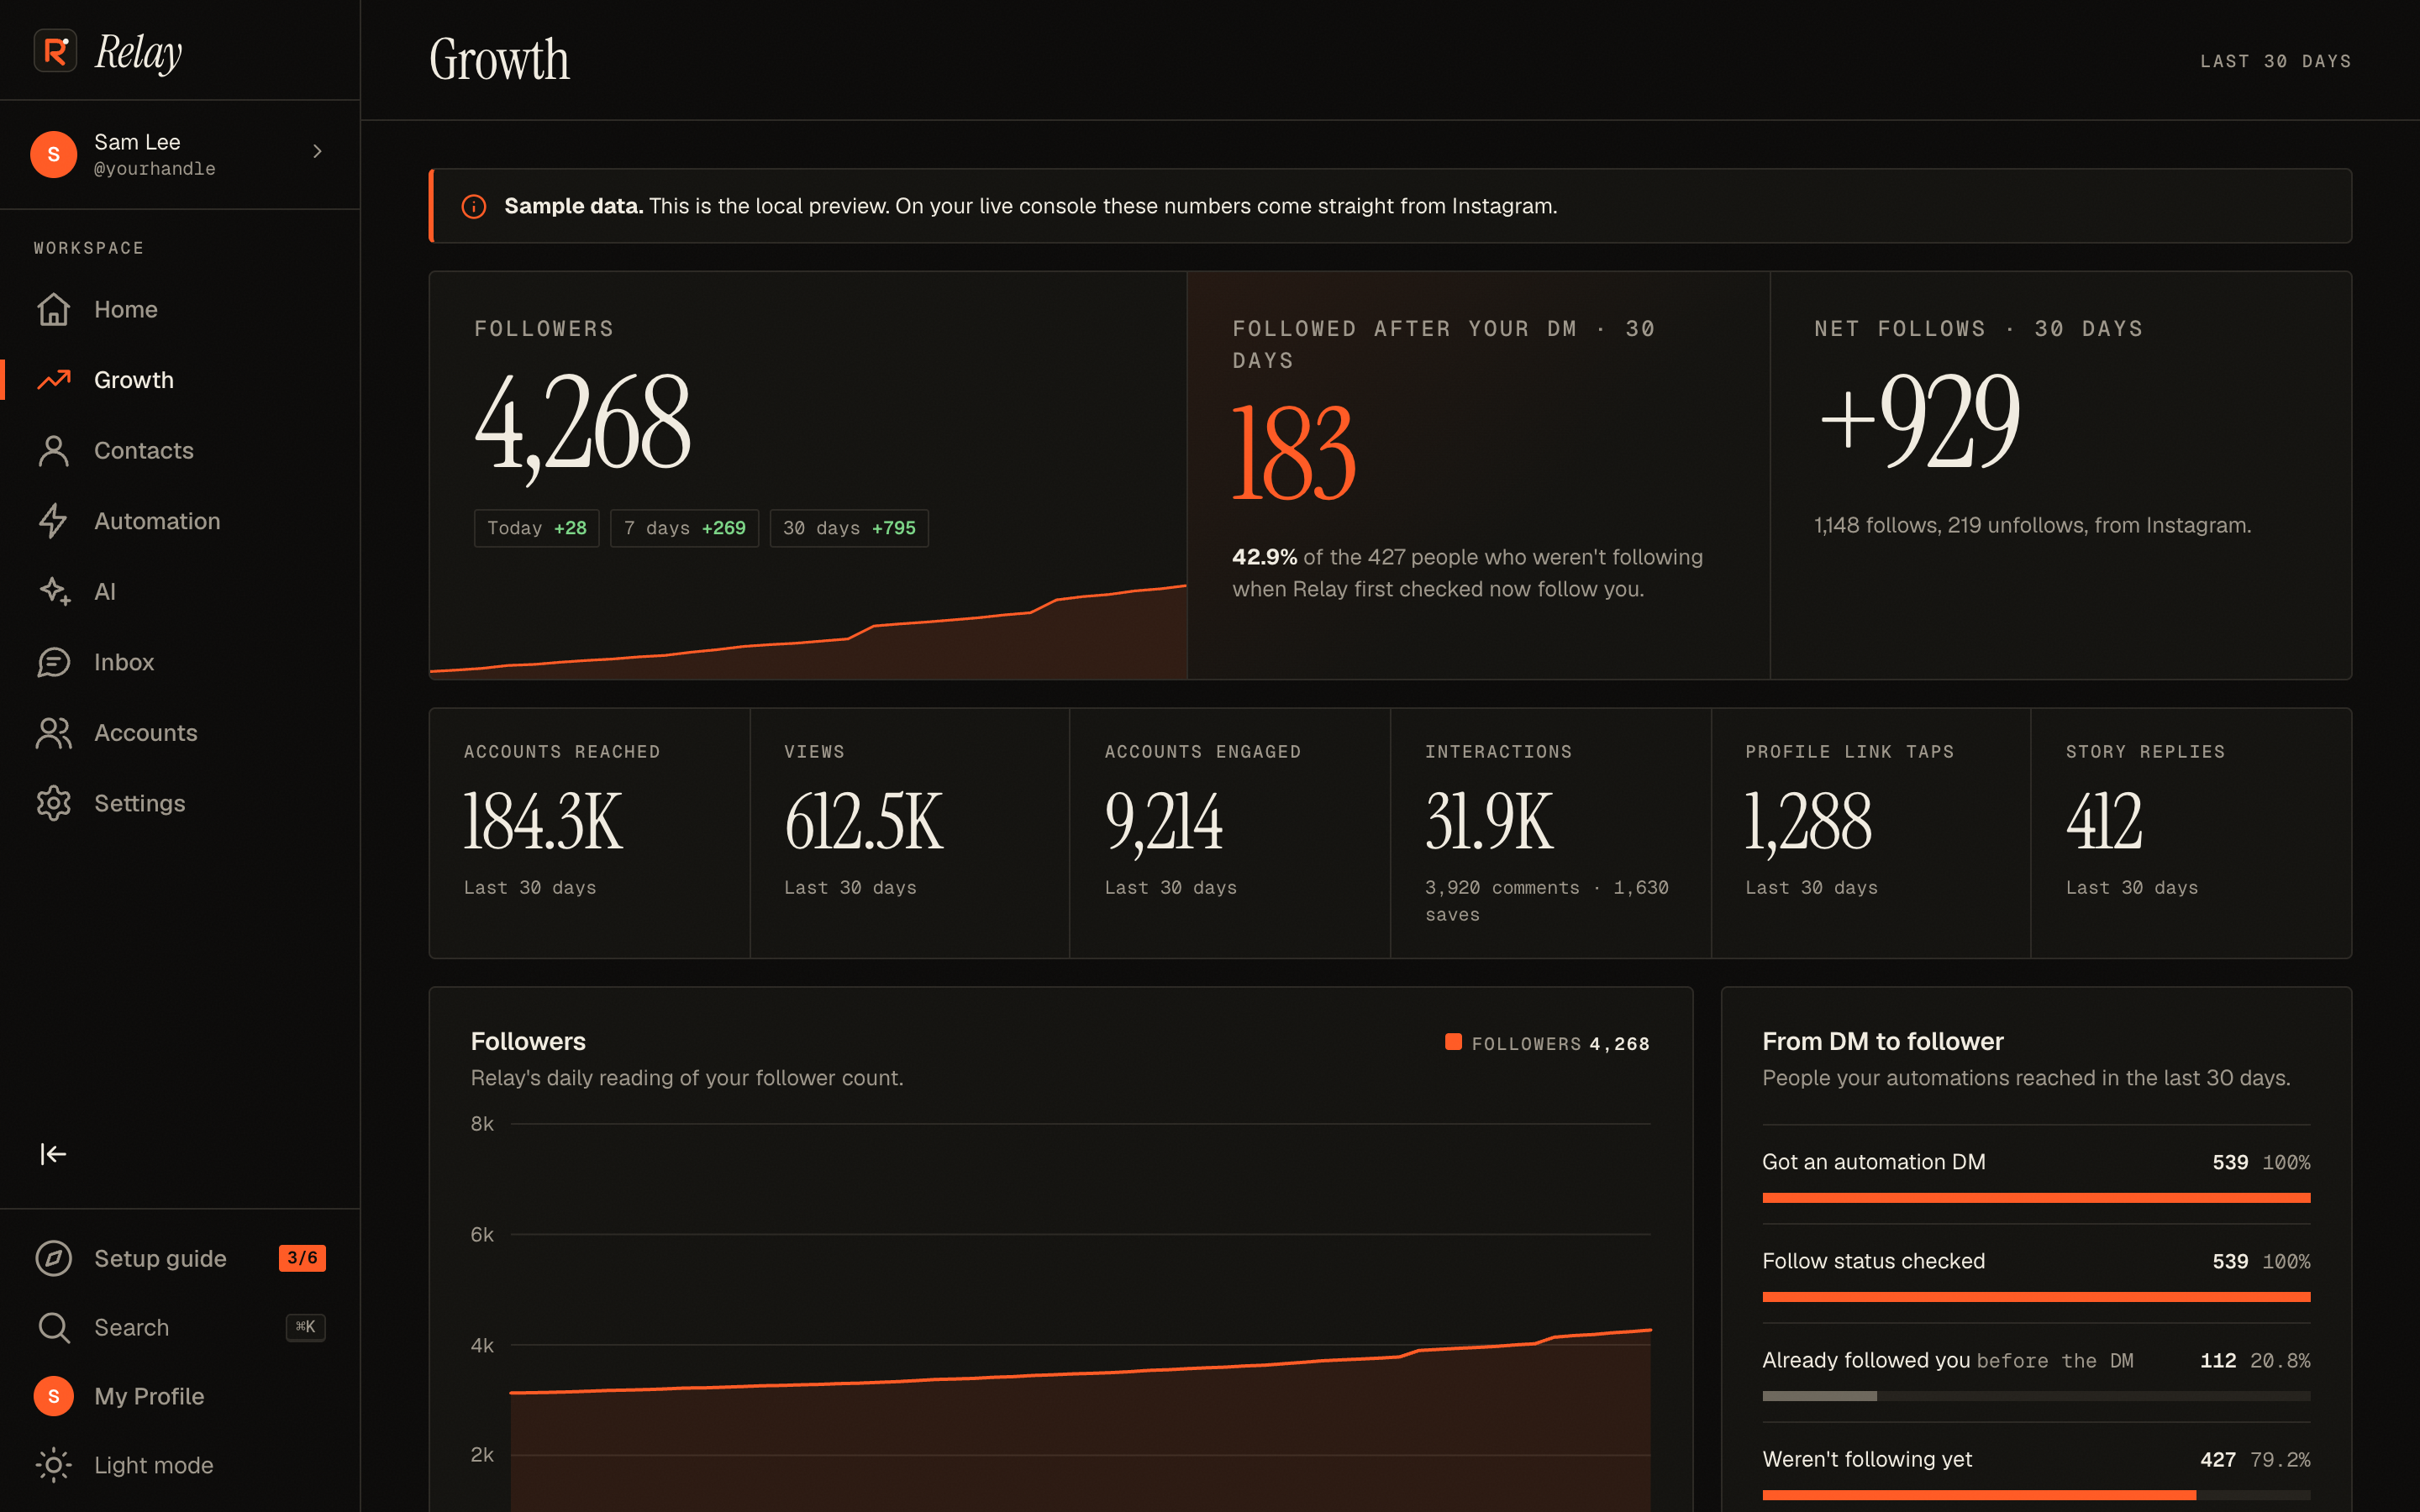 Relay
Growth
LAST 30 DAYS
S
Sam Lee
@yourhandle
WORKSPACE
Home
Growth
Contacts
Automation
AI
Inbox
Accounts
Settings
Setup guide
3/6
Search
⌘K
S
My Profile
Light mode
Sample data. This is the local preview. On your live console these numbers come straight from Instagram.
FOLLOWERS
4,268
Today +28
7 days +269
30 days +795
FOLLOWED AFTER YOUR DM · 30
DAYS
183
42.9% of the 427 people who weren't following
when Relay first checked now follow you.
NET FOLLOWS · 30 DAYS
+929
1,148 follows, 219 unfollows, from Instagram.
ACCOUNTS REACHED
184.3K
Last 30 days
VIEWS
612.5K
Last 30 days
ACCOUNTS ENGAGED
9,214
Last 30 days
INTERACTIONS
31.9K
3,920 comments · 1,630
saves
PROFILE LINK TAPS
1,288
Last 30 days
STORY REPLIES
412
Last 30 days
Followers
FOLLOWERS 4,268
Relay's daily reading of your follower count.
8k
6k
4k
2k
From DM to follower
People your automations reached in the last 30 days.
Got an automation DM 539 100%
Follow status checked 539 100%
Already followed you before the DM 112 20.8%
Weren't following yet 427 79.2%